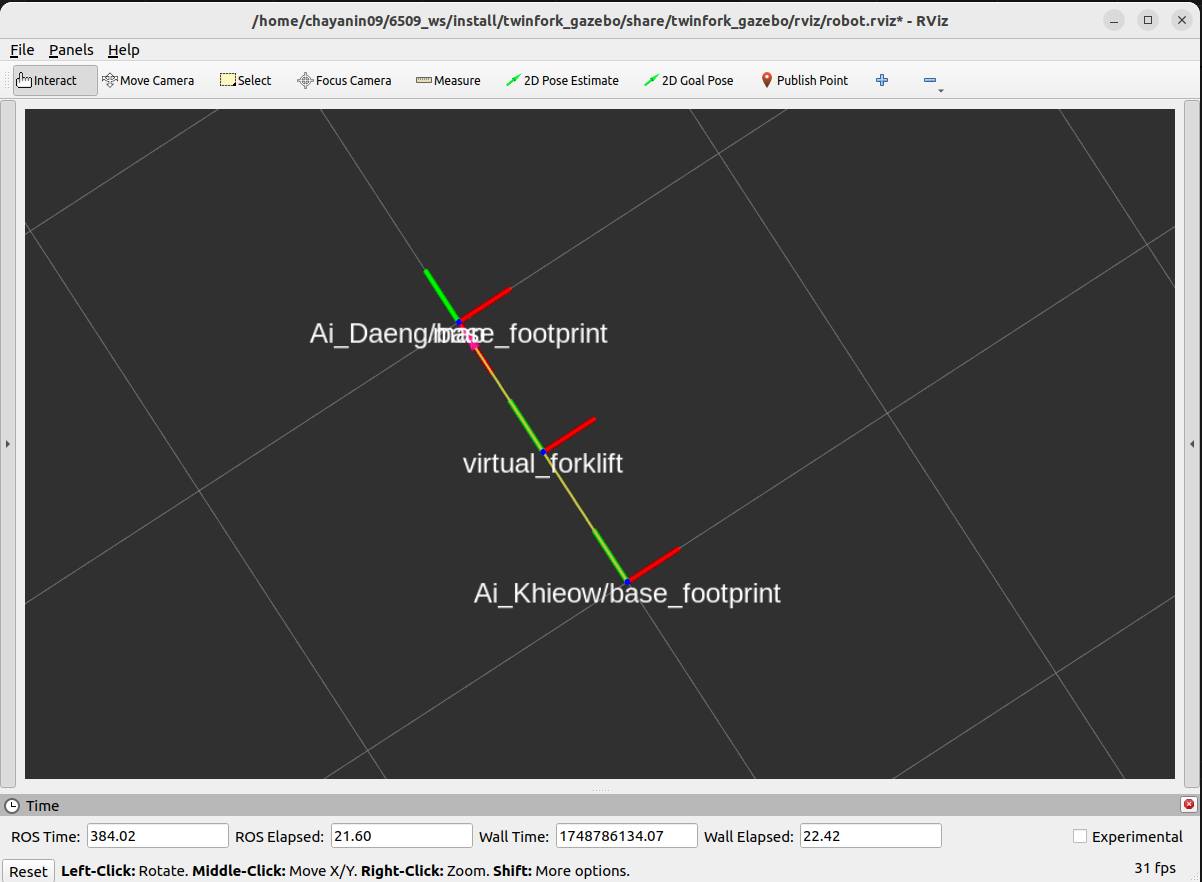 /home/chayanin09/6509_ws/install/twinfork_gazebo/share/twinfork_gazebo/rviz/robot.rviz* - RViz
File Panels Help
Interact Move Camera Select Focus Camera Measure 2D Pose Estimate 2D Goal Pose Publish Point
Ai_Daeng/base_footprint
map
virtual_forklift
Ai_Khieow/base_footprint
Time
ROS Time: 384.02 ROS Elapsed: 21.60 Wall Time: 1748786134.07 Wall Elapsed: 22.42 Experimental
Reset Left-Click: Rotate. Middle-Click: Move X/Y. Right-Click: Zoom. Shift: More options. 31 fps